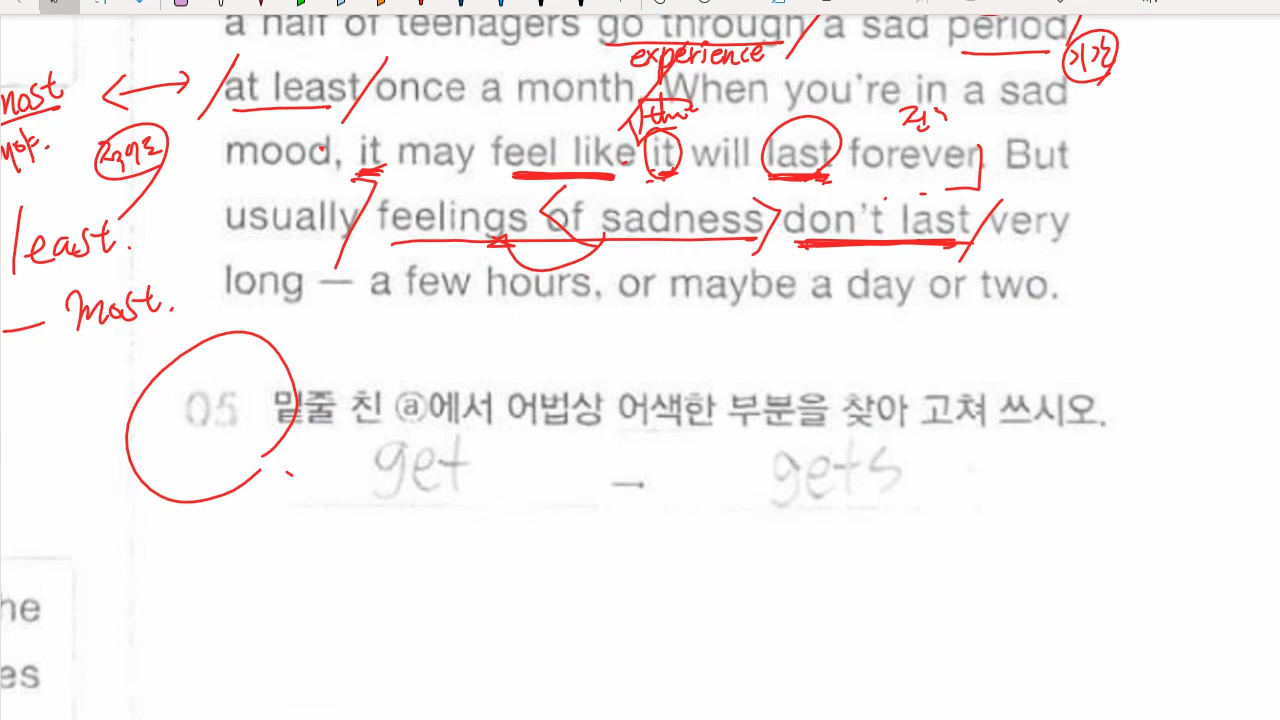 a half of teenagers go through a sad period
experience
기간
most
at least once a month. When you're in a sad
that
mood, it may feel like it will last forever. But
적어도
usually feelings of sadness don't last very
least.
long — a few hours, or maybe a day or two.
— most.
05 밑줄 친 ⓐ에서 어법상 어색한 부분을 찾아 고쳐 쓰시오.
get → gets
he
es